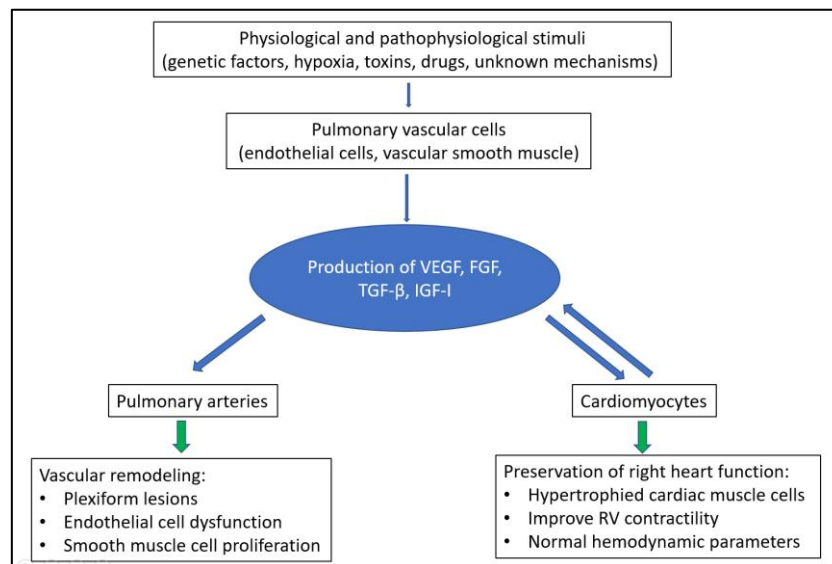 Physiological and pathophysiological stimuli
(genetic factors, hypoxia, toxins, drugs, unknown mechanisms)
Pulmonary vascular cells
(endothelial cells, vascular smooth muscle)
Production of VEGF, FGF,
TGF-β, IGF-I
Pulmonary arteries
Cardiomyocytes
Vascular remodeling:
• Plexiform lesions
• Endothelial cell dysfunction
• Smooth muscle cell proliferation
Preservation of right heart function:
• Hypertrophied cardiac muscle cells
• Improve RV contractility
• Normal hemodynamic parameters